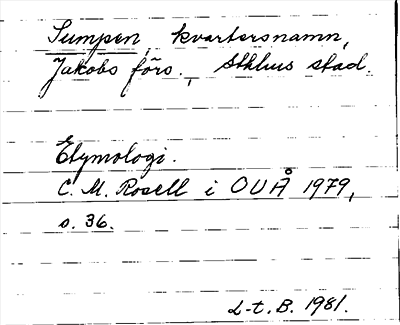 Sumpen, kvartersnamn,
Jakobs förs., Sthlms stad.
Etymologi.
C. M. Rosell i OUÅ 1979,
s. 36.
L-t. B. 1981.